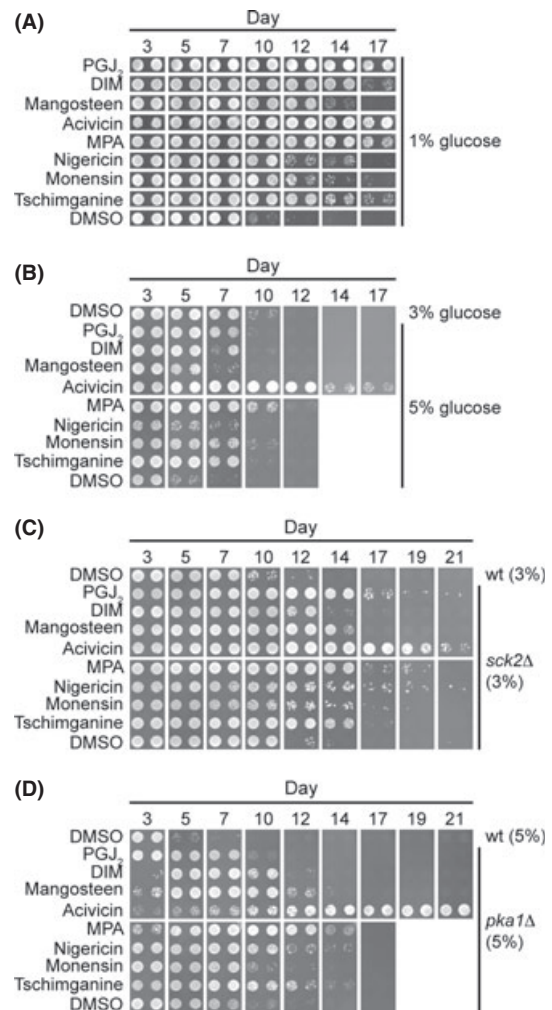 (A)
Day
3 5 7 10 12 14 17
PGJ2
DIM
Mangosteen
Acivicin
MPA
Nigericin
Monensin
Tschimganine
DMSO
1% glucose
(B)
Day
3 5 7 10 12 14 17
DMSO
PGJ2
DIM
Mangosteen
Acivicin
MPA
Nigericin
Monensin
Tschimganine
DMSO
3% glucose
5% glucose
(C)
Day
3 5 7 10 12 14 17 19 21
DMSO
PGJ2
DIM
Mangosteen
Acivicin
MPA
Nigericin
Monensin
Tschimganine
DMSO
wt (3%)
sck2Δ
(3%)
(D)
Day
3 5 7 10 12 14 17 19 21
DMSO
PGJ2
DIM
Mangosteen
Acivicin
MPA
Nigericin
Monensin
Tschimganine
DMSO
wt (5%)
pka1Δ
(5%)